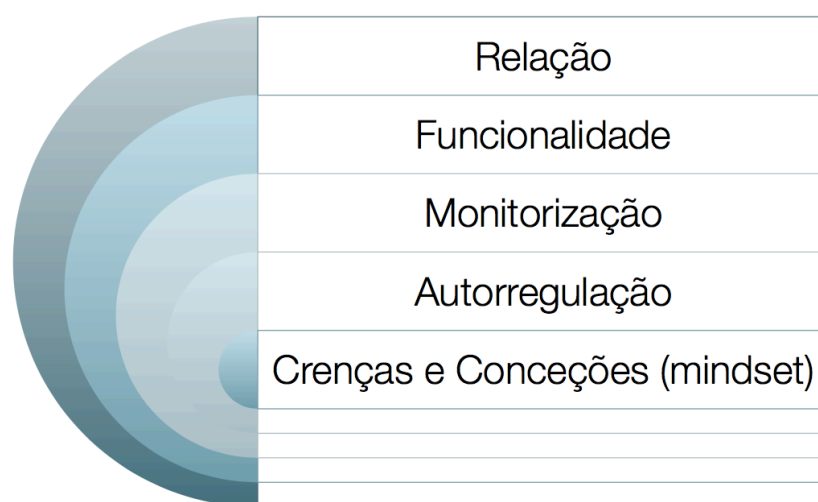 Relação
Funcionalidade
Monitorização
Autorregulação
Crenças e Conceções (mindset)